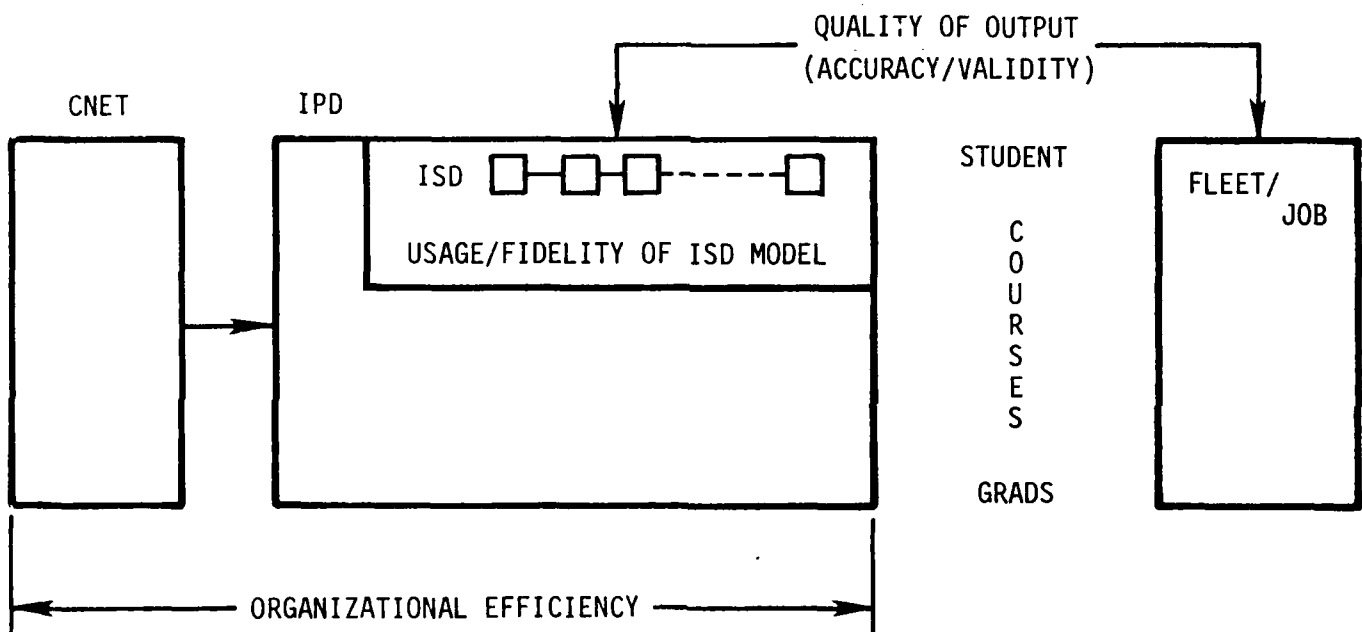 QUALITY OF OUTPUT
(ACCURACY/VALIDITY)
CNET
IPD
ISD
USAGE/FIDELITY OF ISD MODEL
STUDENT
COURSES
GRADS
FLEET/
JOB
ORGANIZATIONAL EFFICIENCY